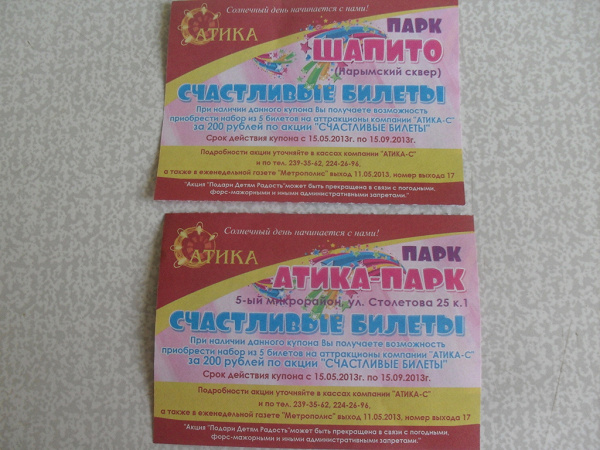 Солнечный день начинается с нами!
АТИКА
ПАРК
ШАПИТО
(Нарымский сквер)
СЧАСТЛИВЫЕ БИЛЕТЫ
При наличии данного купона Вы получаете возможность
приобрести набор из 5 билетов на аттракционы компании "АТИКА-С"
за 200 рублей по акции "СЧАСТЛИВЫЕ БИЛЕТЫ"
Срок действия купона с 15.05.2013г. по 15.09.2013г.
Подробности акции уточняйте в кассах компании "АТИКА-С"
и по тел. 239-35-62, 224-26-96,
а также в еженедельной газете "Метрополис" выход 11.05.2013, номер выхода 17
"Акция "Подари Детям Радость"может быть прекращена в связи с погодными,
форс-мажорными и иными административными запретами."
Солнечный день начинается с нами!
АТИКА
ПАРК
АТИКА-ПАРК
5-ый микрорайон, ул. Столетова 25 к.1
СЧАСТЛИВЫЕ БИЛЕТЫ
При наличии данного купона Вы получаете возможность
приобрести набор из 5 билетов на аттракционы компании "АТИКА-С"
за 200 рублей по акции "СЧАСТЛИВЫЕ БИЛЕТЫ"
Срок действия купона с 15.05.2013г. по 15.09.2013г.
Подробности акции уточняйте в кассах компании "АТИКА-С"
и по тел. 239-35-62, 224-26-96,
а также в еженедельной газете "Метрополис" выход 11.05.2013, номер выхода 17
"Акция "Подари Детям Радость"может быть прекращена в связи с погодными,
форс-мажорными и иными административными запретами."